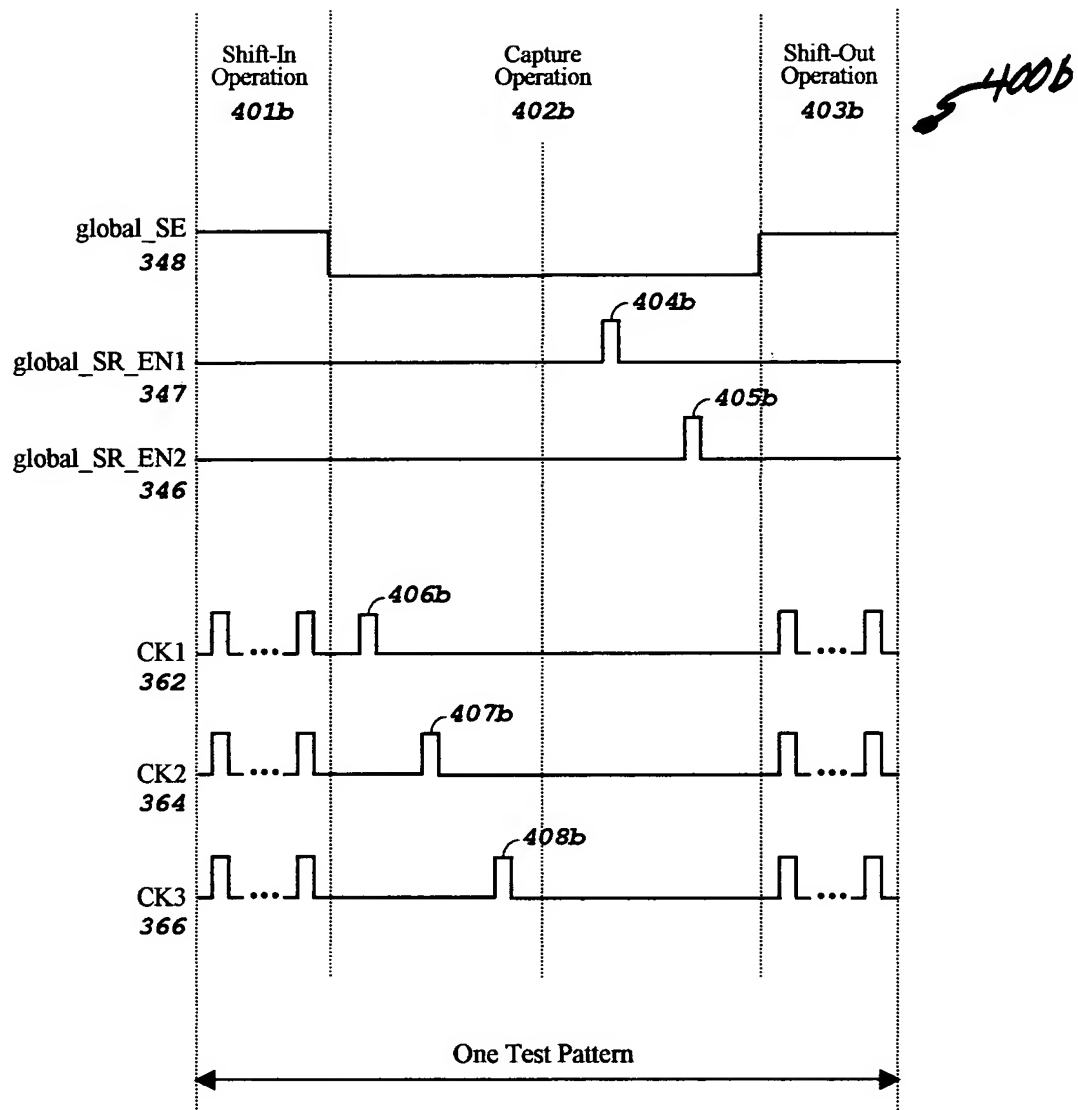 Shift-In
Operation
401b
Capture
Operation
402b
Shift-Out
Operation
403b
400b
global_SE
348
404b
global_SR_EN1
347
405b
global_SR_EN2
346
406b
CK1
362
407b
CK2
364
408b
CK3
366
One Test Pattern